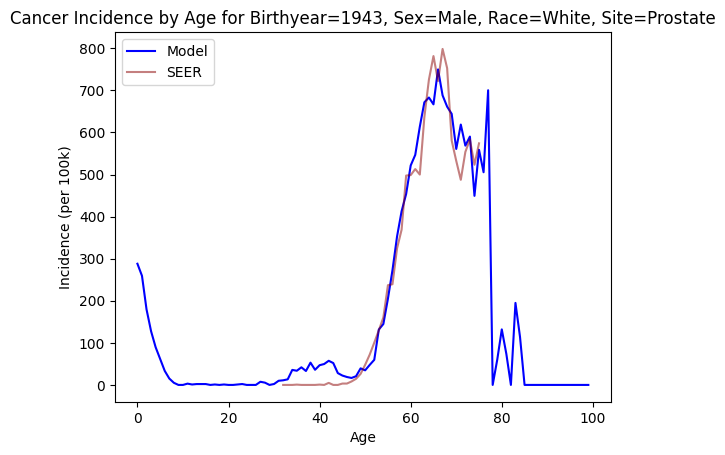 Cancer Incidence by Age for Birthyear=1943, Sex=Male, Race=White, Site=Prostate
Model
SEER
Incidence (per 100k)
800
700
600
500
400
300
200
100
0
0 20 40 60 80 100
Age